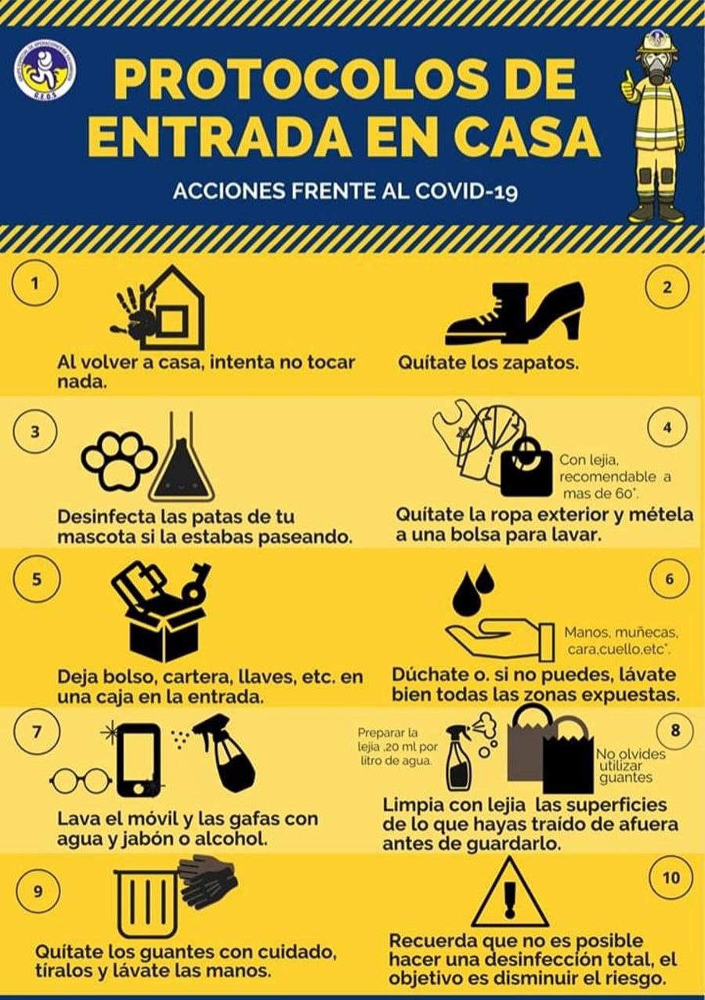 PROTOCOLOS DE
ENTRADA EN CASA
ACCIONES FRENTE AL COVID-19
G.E.O.S
1
Al volver a casa, intenta no tocar
nada.
2
Quítate los zapatos.
3
Desinfecta las patas de tu
mascota si la estabas paseando.
4
Con lejia,
recomendable a
mas de 60°.
Quítate la ropa exterior y métela
a una bolsa para lavar.
5
Deja bolso, cartera, llaves, etc. en
una caja en la entrada.
6
Manos, muñecas,
cara,cuello,etc".
Dúchate o. si no puedes, lávate
bien todas las zonas expuestas.
7
Lava el móvil y las gafas con
agua y jabón o alcohol.
8
Preparar la
lejia ,20 ml por
litro de agua.
No olvides
utilizar
guantes
Limpia con lejia las superficies
de lo que hayas traído de afuera
antes de guardarlo.
9
Quítate los guantes con cuidado,
tíralos y lávate las manos.
10
Recuerda que no es posible
hacer una desinfección total, el
objetivo es disminuir el riesgo.